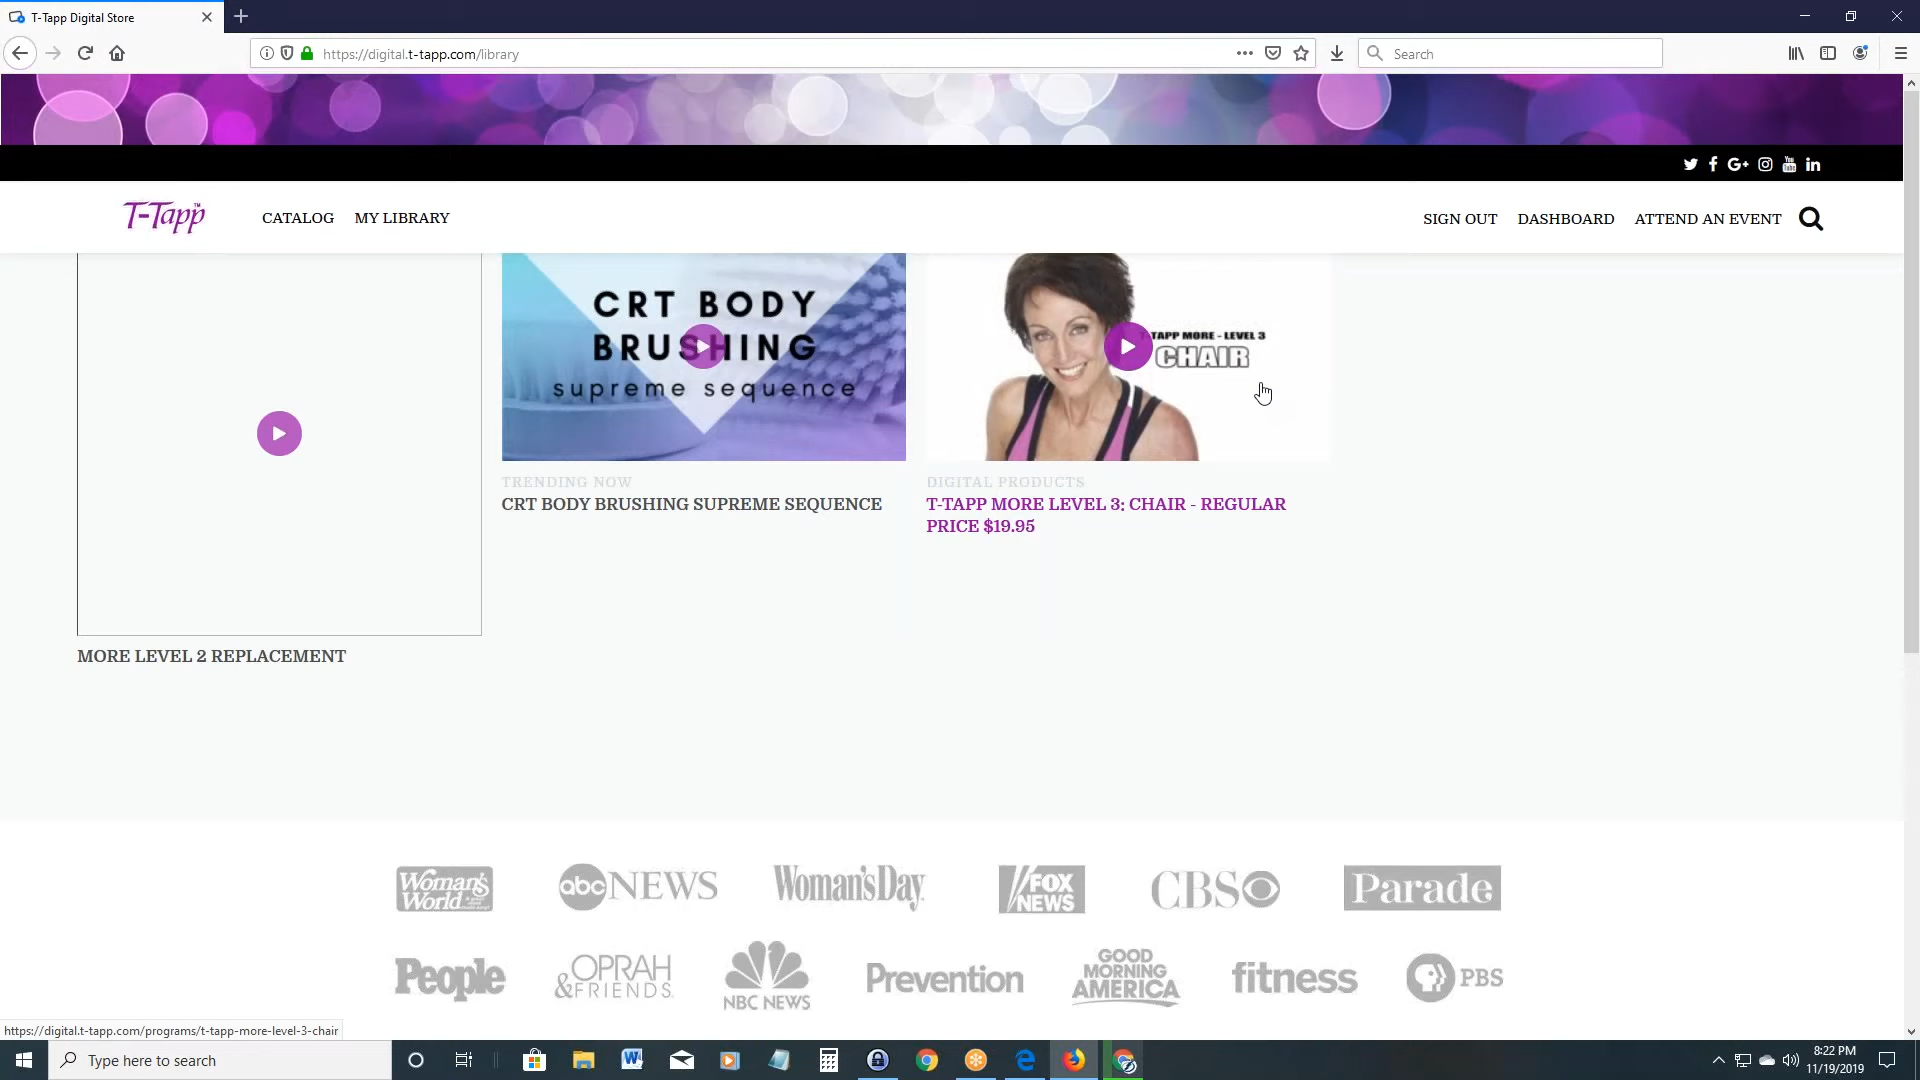 T-Tapp Digital Store
https://digital.t-tapp.com/library
Search
T-Tapp™
CATALOG
MY LIBRARY
SIGN OUT
DASHBOARD
ATTEND AN EVENT
CRT BODY
BRUSHING
supreme sequence
T-TAPP MORE - LEVEL 3
CHAIR
TRENDING NOW
CRT BODY BRUSHING SUPREME SEQUENCE
DIGITAL PRODUCTS
T-TAPP MORE LEVEL 3: CHAIR - REGULAR
PRICE $19.95
MORE LEVEL 2 REPLACEMENT
Woman's
World
abc NEWS
Woman'sDay
FOX
NEWS
CBS
Parade
People
OPRAH
&FRIENDS
NBC NEWS
Prevention
GOOD
MORNING
AMERICA
fitness
PBS
https://digital.t-tapp.com/programs/t-tapp-more-level-3-chair
Type here to search
8:22 PM
11/19/2019